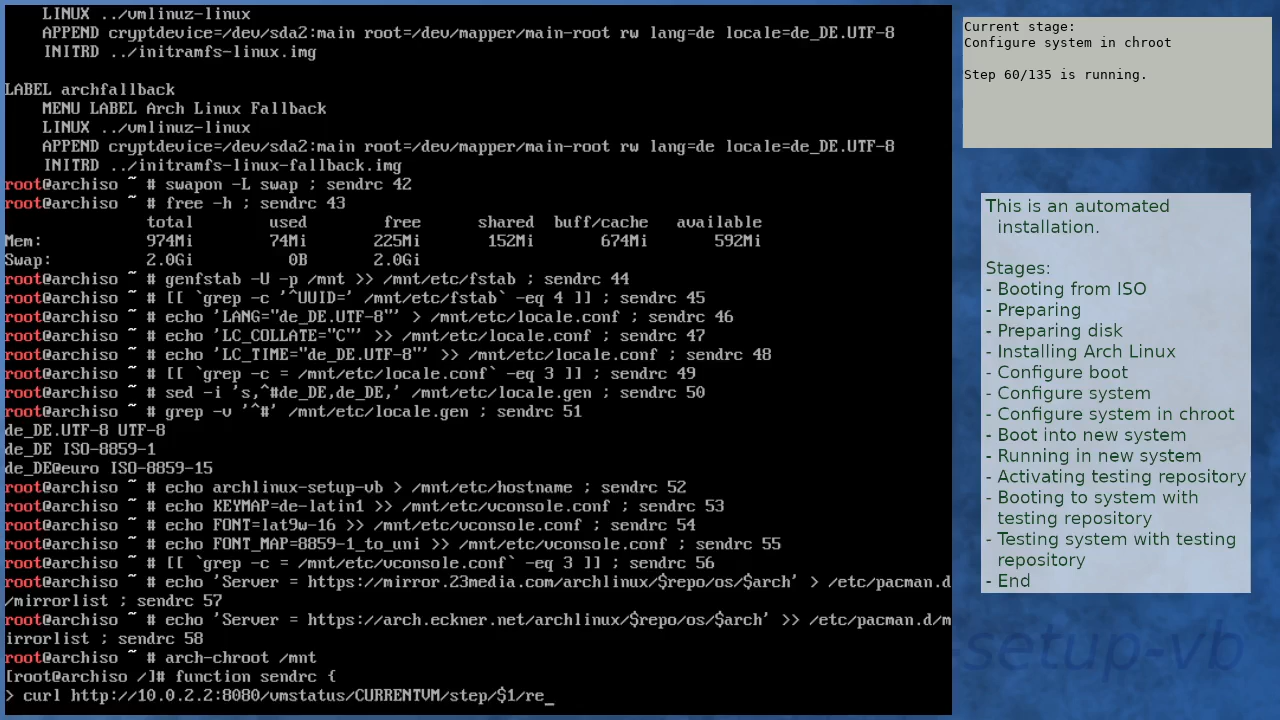 LINUX ../vmlinuz-linux
APPEND cryptdevice=/dev/sda2:main root=/dev/mapper/main-root rw lang=de locale=de_DE.UTF-8
INITRD ../initramfs-linux.img
LABEL archfallback
MENU LABEL Arch Linux Fallback
LINUX ../vmlinuz-linux
APPEND cryptdevice=/dev/sda2:main root=/dev/mapper/main-root rw lang=de locale=de_DE.UTF-8
INITRD ../initramfs-linux-fallback.img
root@archiso ~ # swapon -L swap ; sendrc 42
root@archiso ~ # free -h ; sendrc 43
total used free shared buff/cache available
Mem: 974Mi 74Mi 225Mi 152Mi 674Mi 592Mi
Swap: 2.0Gi 0B 2.0Gi
root@archiso ~ # genfstab -U -p /mnt >> /mnt/etc/fstab ; sendrc 44
root@archiso ~ # [[ `grep -c '^UUID=' /mnt/etc/fstab` -eq 4 ]] ; sendrc 45
root@archiso ~ # echo 'LANG="de_DE.UTF-8"' > /mnt/etc/locale.conf ; sendrc 46
root@archiso ~ # echo 'LC_COLLATE="C"' >> /mnt/etc/locale.conf ; sendrc 47
root@archiso ~ # echo 'LC_TIME="de_DE.UTF-8"' >> /mnt/etc/locale.conf ; sendrc 48
root@archiso ~ # [[ `grep -c = /mnt/etc/locale.conf` -eq 3 ]] ; sendrc 49
root@archiso ~ # sed -i 's,^#de_DE,de_DE,' /mnt/etc/locale.gen ; sendrc 50
root@archiso ~ # grep -v '^#' /mnt/etc/locale.gen ; sendrc 51
de_DE.UTF-8 UTF-8
de_DE ISO-8859-1
de_DE@euro ISO-8859-15
root@archiso ~ # echo archlinux-setup-vb > /mnt/etc/hostname ; sendrc 52
root@archiso ~ # echo KEYMAP=de-latin1 >> /mnt/etc/vconsole.conf ; sendrc 53
root@archiso ~ # echo FONT=lat9w-16 >> /mnt/etc/vconsole.conf ; sendrc 54
root@archiso ~ # echo FONT_MAP=8859-1_to_uni >> /mnt/etc/vconsole.conf ; sendrc 55
root@archiso ~ # [[ `grep -c = /mnt/etc/vconsole.conf` -eq 3 ]] ; sendrc 56
root@archiso ~ # echo 'Server = https://mirror.23media.com/archlinux/$repo/os/$arch' > /etc/pacman.d
/mirrorlist ; sendrc 57
root@archiso ~ # echo 'Server = https://arch.eckner.net/archlinux/$repo/os/$arch' >> /etc/pacman.d/m
irrorlist ; sendrc 58
root@archiso ~ # arch-chroot /mnt
[root@archiso /]# function sendrc {
> curl http://10.0.2.2:8080/vmstatus/CURRENTVM/step/$1/re_
Current stage:
Configure system in chroot
Step 60/135 is running.
This is an automated
installation.
Stages:
- Booting from ISO
- Preparing
- Preparing disk
- Installing Arch Linux
- Configure boot
- Configure system
- Configure system in chroot
- Boot into new system
- Running in new system
- Activating testing repository
- Booting to system with
testing repository
- Testing system with testing
repository
- End
-setup-vb